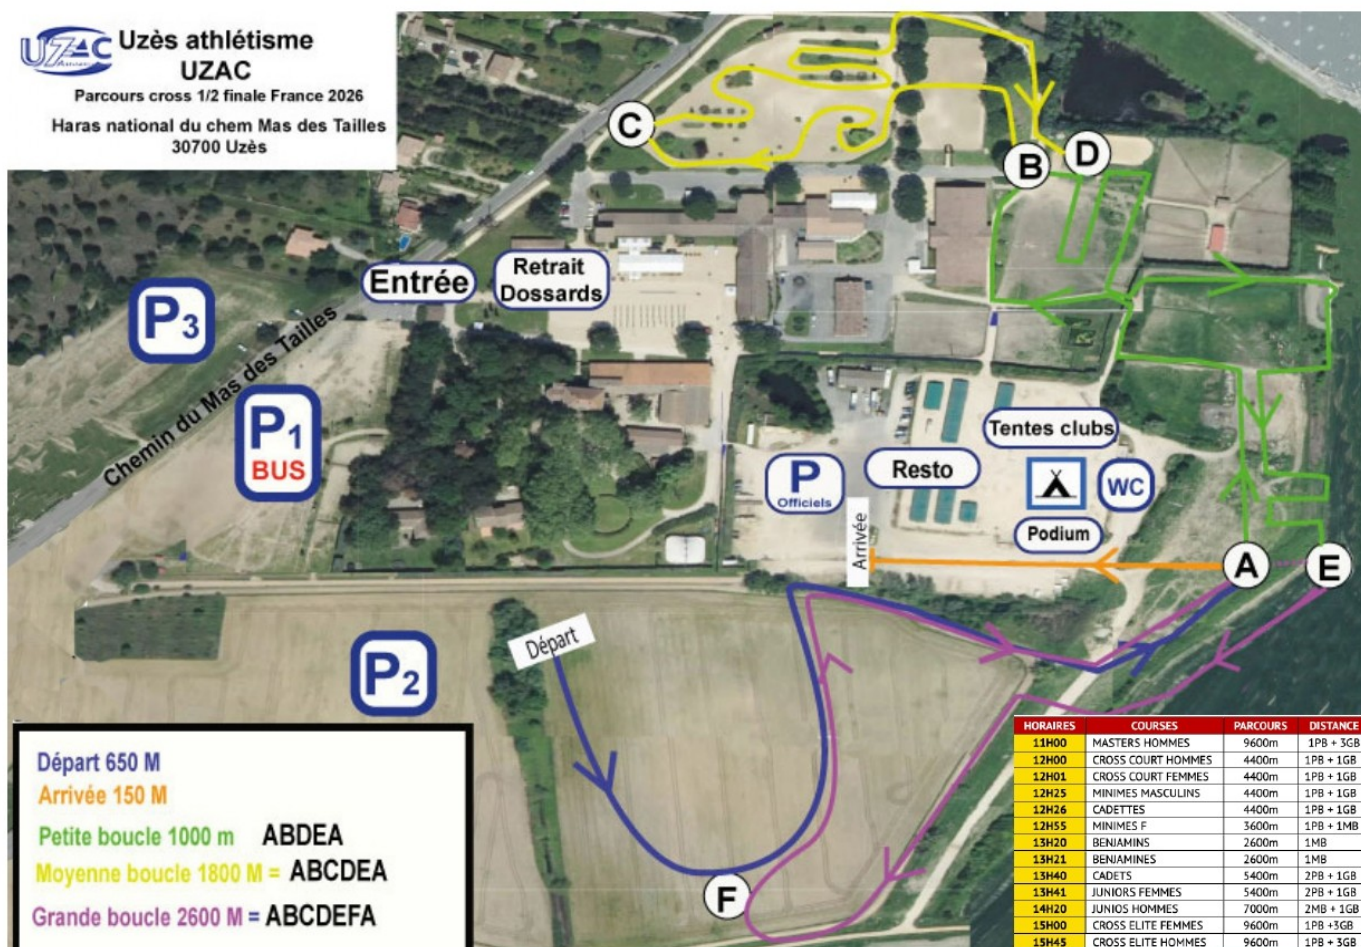 UZAC
Uzès athlétisme
UZAC
Parcours cross 1/2 finale France 2026
Haras national du chem Mas des Tailles
30700 Uzès
C
B
D
Entrée
Retrait
Dossards
P3
Chemin du Mas des Tailles
P1
BUS
Tentes clubs
Resto
P
Officiels
WC
Podium
Arrivée
A
E
Départ
P2
F
Départ 650 M
Arrivée 150 M
Petite boucle 1000 m ABDEA
Moyenne boucle 1800 M = ABCDEA
Grande boucle 2600 M = ABCDEFA
HORAIRES COURSES PARCOURS DISTANCE
11H00 MASTERS HOMMES 9600m 1PB + 3GB
12H00 CROSS COURT HOMMES 4400m 1PB + 1GB
12H01 CROSS COURT FEMMES 4400m 1PB + 1GB
12H25 MINIMES MASCULINS 4400m 1PB + 1GB
12H26 CADETTES 4400m 1PB + 1GB
12H55 MINIMES F 3600m 1PB + 1MB
13H20 BENJAMINS 2600m 1MB
13H21 BENJAMINES 2600m 1MB
13H40 CADETS 5400m 2PB + 1GB
13H41 JUNIORS FEMMES 5400m 2PB + 1GB
14H20 JUNIOS HOMMES 7000m 2MB + 1GB
15H00 CROSS ELITE FEMMES 9600m 1PB +3GB
15H45 CROSS ELITE HOMMES 9600m 1PB + 3GB